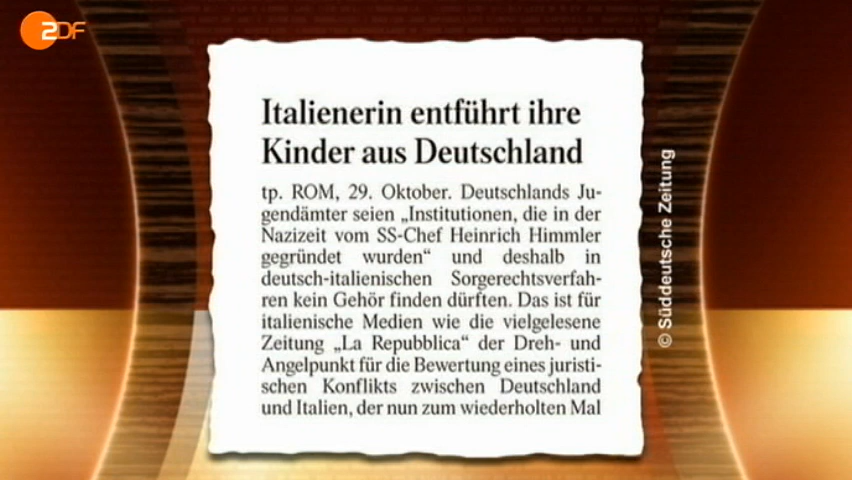 ZDF
Italienerin entführt ihre
Kinder aus Deutschland
tp. ROM, 29. Oktober. Deutschlands Ju-
gendämter seien „Institutionen, die in der
Nazizeit vom SS-Chef Heinrich Himmler
gegründet wurden“ und deshalb in
deutsch-italienischen Sorgerechtsverfah-
ren kein Gehör finden dürften. Das ist für
italienische Medien wie die vielgelesene
Zeitung „La Repubblica“ der Dreh- und
Angelpunkt für die Bewertung eines juristi-
schen Konflikts zwischen Deutschland
und Italien, der nun zum wiederholten Mal
© Süddeutsche Zeitung